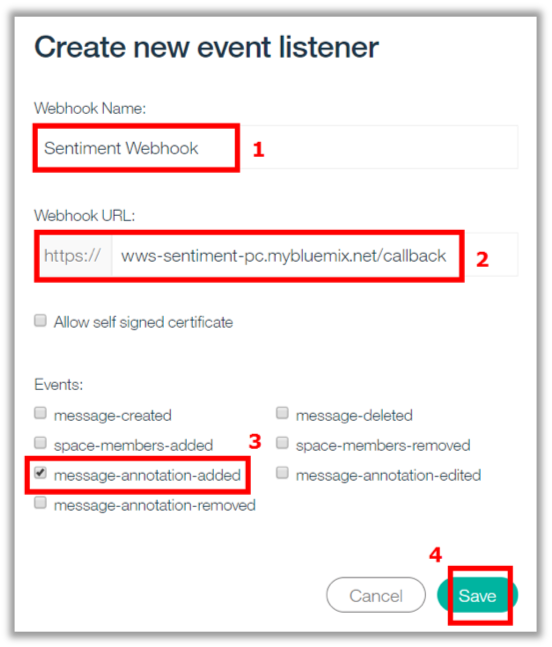 Create new event listener
Webhook Name:
Sentiment Webhook 1
Webhook URL:
https:// wws-sentiment-pc.mybluemix.net/callback 2
Allow self signed certificate
Events:
message-created message-deleted
space-members-added 3 space-members-removed
message-annotation-added message-annotation-edited
message-annotation-removed
4
Cancel Save